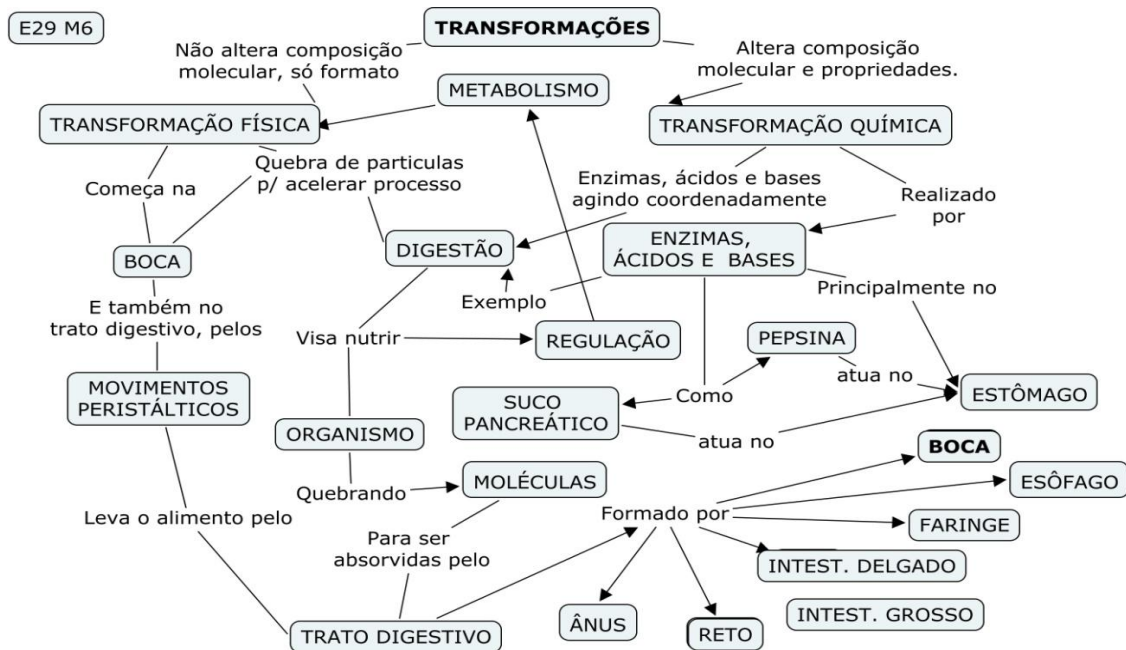 E29 M6
TRANSFORMAÇÕES
Não altera composição
molecular, só formato
Altera composição
molecular e propriedades.
METABOLISMO
TRANSFORMAÇÃO FÍSICA
TRANSFORMAÇÃO QUÍMICA
Quebra de particulas
p/ acelerar processo
Começa na
Enzimas, ácidos e bases
agindo coordenadamente
Realizado
por
BOCA
DIGESTÃO
ENZIMAS,
ÁCIDOS E BASES
Exemplo
Principalmente no
E também no
trato digestivo, pelos
Visa nutrir
REGULAÇÃO
PEPSINA
atua no
MOVIMENTOS
PERISTÁLTICOS
SUCO
PANCREÁTICO
Como
ESTÔMAGO
ORGANISMO
atua no
BOCA
Quebrando
MOLÉCULAS
ESÔFAGO
Leva o alimento pelo
Formado por
FARINGE
Para ser
absorvidas pelo
INTEST. DELGADO
INTEST. GROSSO
TRATO DIGESTIVO
ÂNUS
RETO